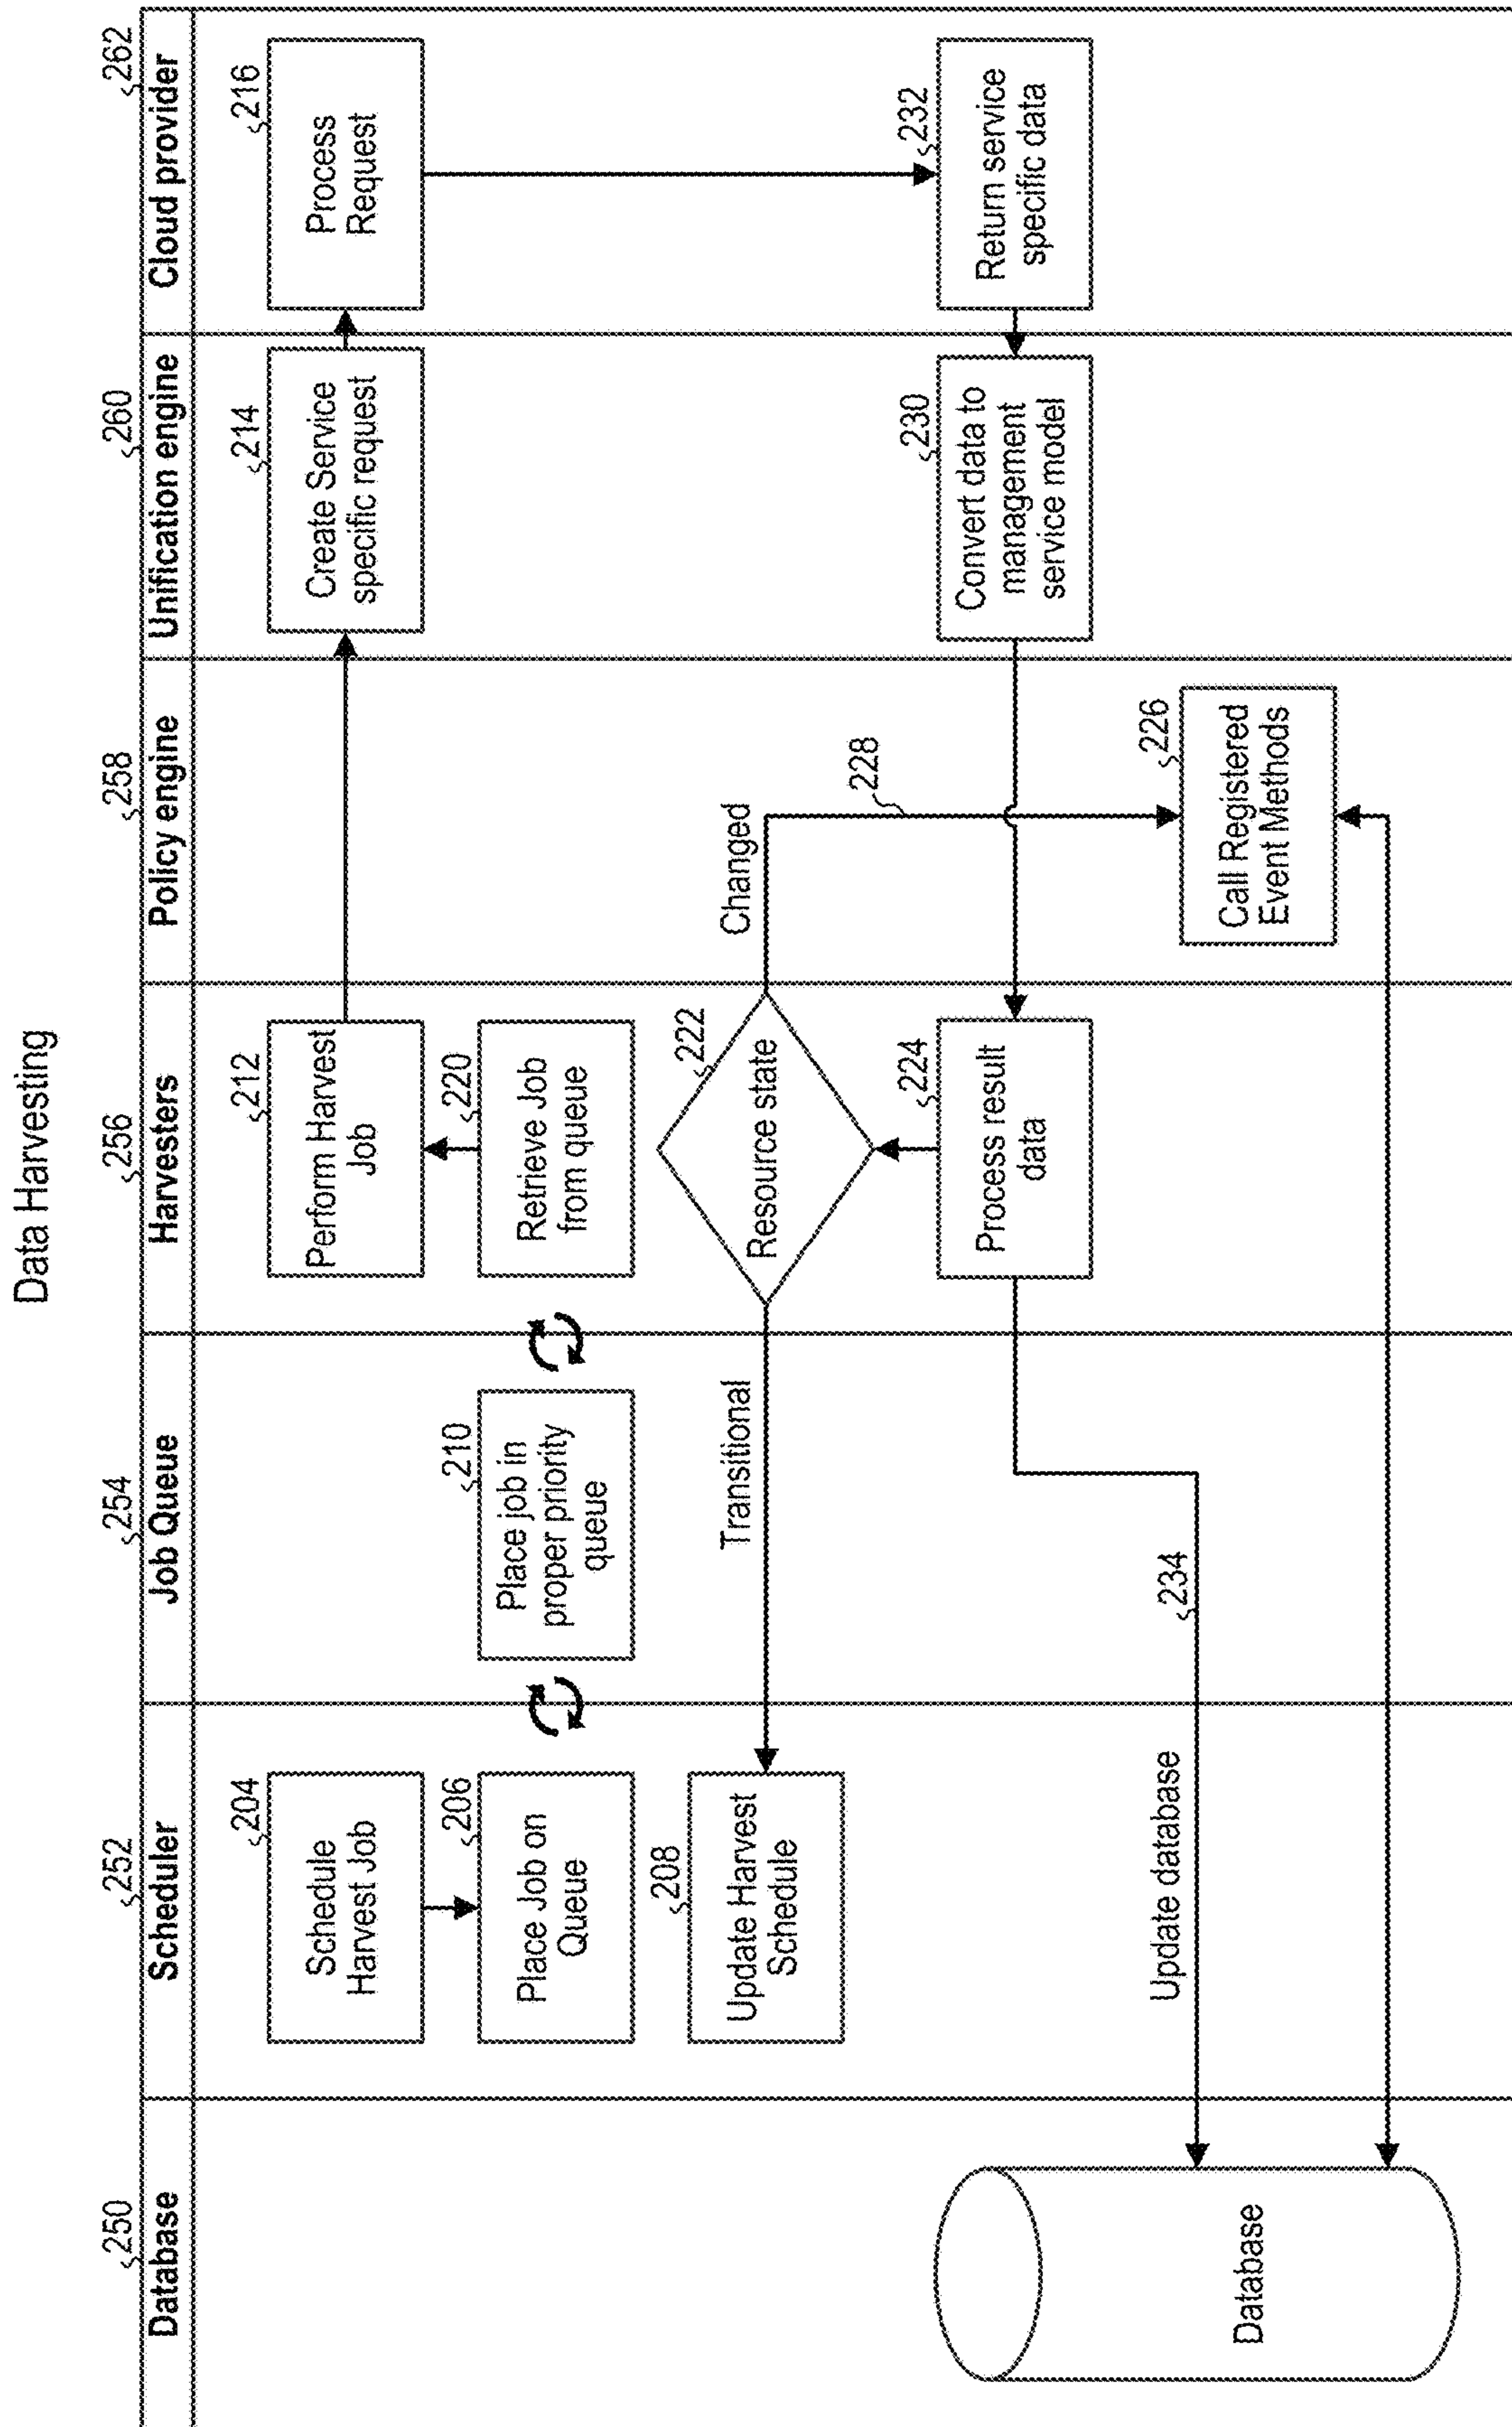 Data Harvesting
250
252
254
256
258
260
262
Database
Scheduler
Job Queue
Harvesters
Policy engine
Unification engine
Cloud provider
204
Schedule
Harvest Job
212
Perform Harvest
Job
214
Create Service
specific request
216
Process
Request
206
Place Job on
Queue
210
Place job in
proper priority
queue
220
Retrieve Job
from queue
208
Update Harvest
Schedule
Transitional
222
Resource state
Changed
228
224
Process result
data
230
Convert data to
management
service model
232
Return service
specific data
Update database
234
226
Call Registered
Event Methods
Database